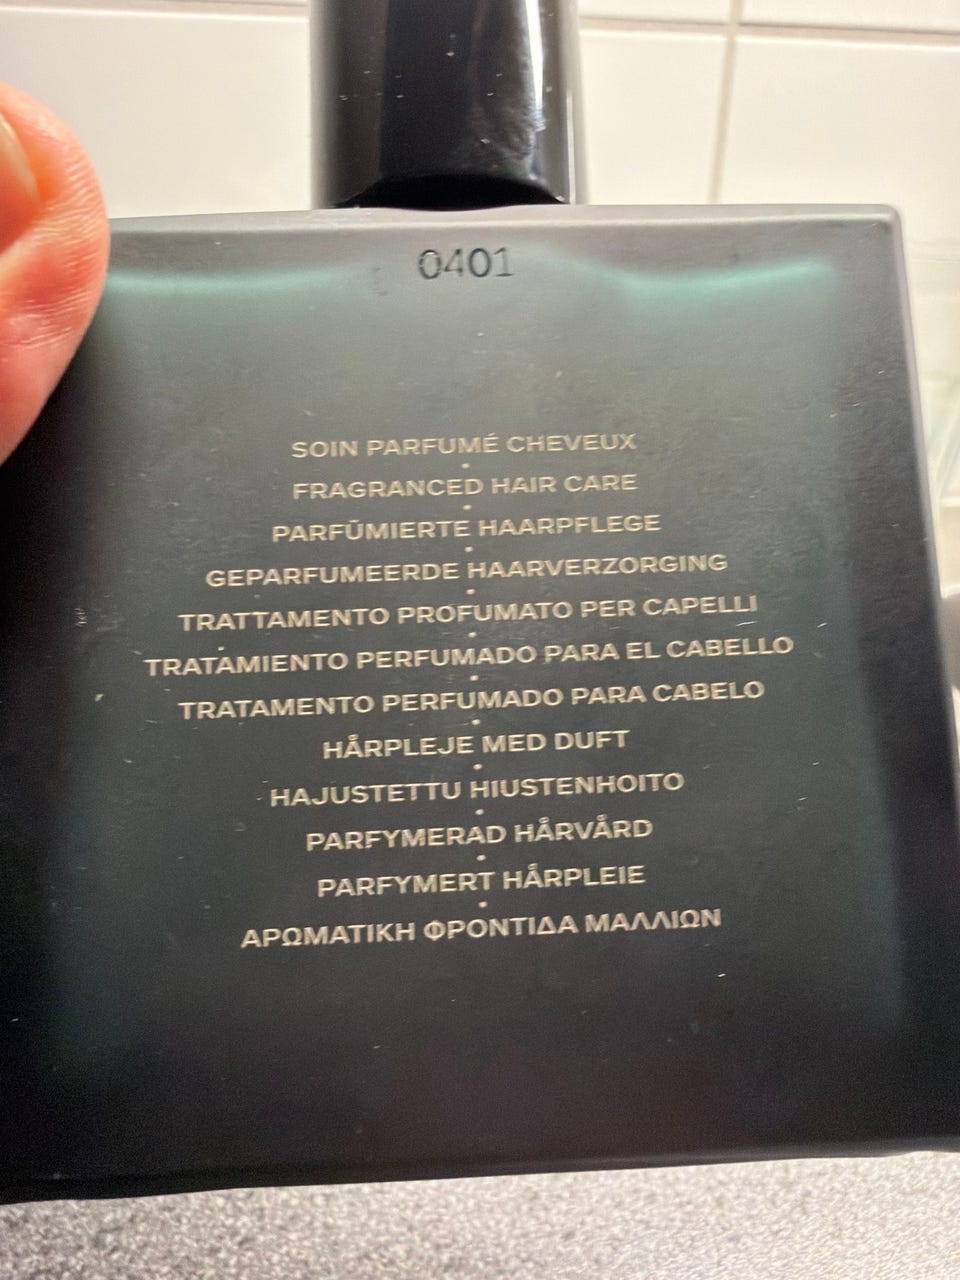 0401
SOIN PARFUMÉ CHEVEUX
FRAGRANCED HAIR CARE
PARFÜMIERTE HAARPFLEGE
GEPARFUMEERDE HAARVERZORGING
TRATTAMENTO PROFUMATO PER CAPELLI
TRATAMIENTO PERFUMADO PARA EL CABELLO
TRATAMENTO PERFUMADO PARA CABELO
HÅRPLEJE MED DUFT
HAJUSTETTU HIUSTENHOITO
PARFYMERAD HÅRVÅRD
PARFYMERT HÅRPLEIE
ΑΡΩΜΑΤΙΚΗ ΦΡΟΝΤΙΔΑ ΜΑΛΛΙΩΝ